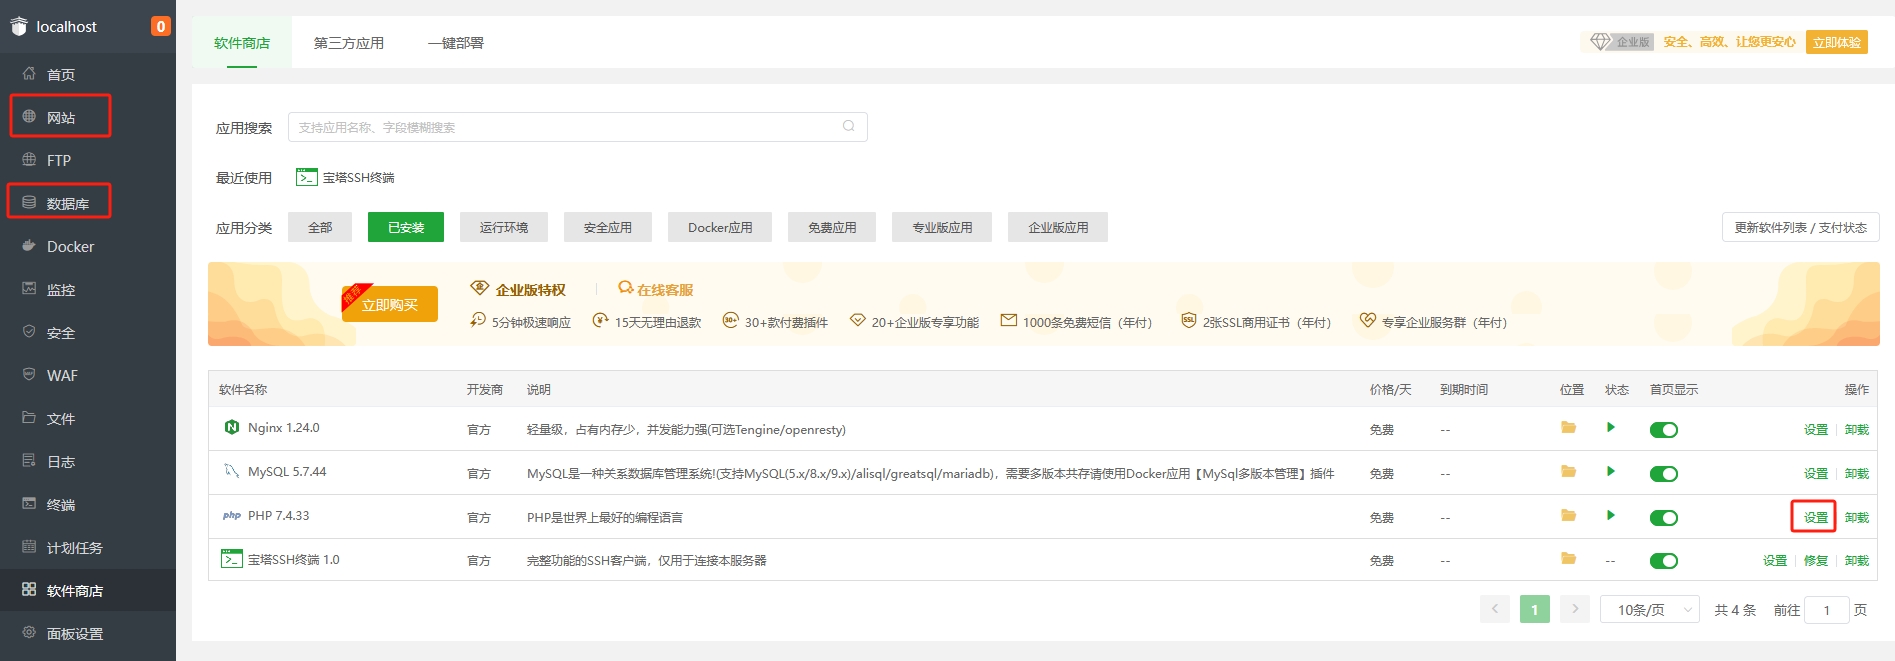 localhost
0
首页
网站
FTP
数据库
Docker
监控
安全
WAF
文件
日志
终端
计划任务
软件商店
面板设置
软件商店 第三方应用 一键部署
企业版 安全、高效、让您更安心 立即体验
应用搜索 支持应用名称、字段模糊搜索
最近使用 宝塔SSH终端
应用分类 全部 已安装 运行环境 安全应用 Docker应用 免费应用 专业版应用 企业版应用 更新软件列表 / 支付状态
推荐 立即购买
企业版特权 在线客服
5分钟极速响应 15天无理由退款 30+ 30+款付费插件 20+企业版专享功能 1000条免费短信（年付） SSL 2张SSL商用证书（年付） 专享企业服务群（年付）
软件名称 开发商 说明 价格/天 到期时间 位置 状态 首页显示 操作
Nginx 1.24.0 官方 轻量级，占有内存少，并发能力强(可选Tengine/openresty) 免费 -- 设置 | 卸载
MySQL 5.7.44 官方 MySQL是一种关系数据库管理系统!(支持MySQL(5.x/8.x/9.x)/alisql/greatsql/mariadb)，需要多版本共存请使用Docker应用【MySql多版本管理】插件 免费 -- 设置 | 卸载
php PHP 7.4.33 官方 PHP是世界上最好的编程语言 免费 -- 设置 卸载
宝塔SSH终端 1.0 官方 完整功能的SSH客户端，仅用于连接本服务器 免费 -- -- 设置 | 修复 | 卸载
< 1 > 10条/页 共 4 条 前往 1 页